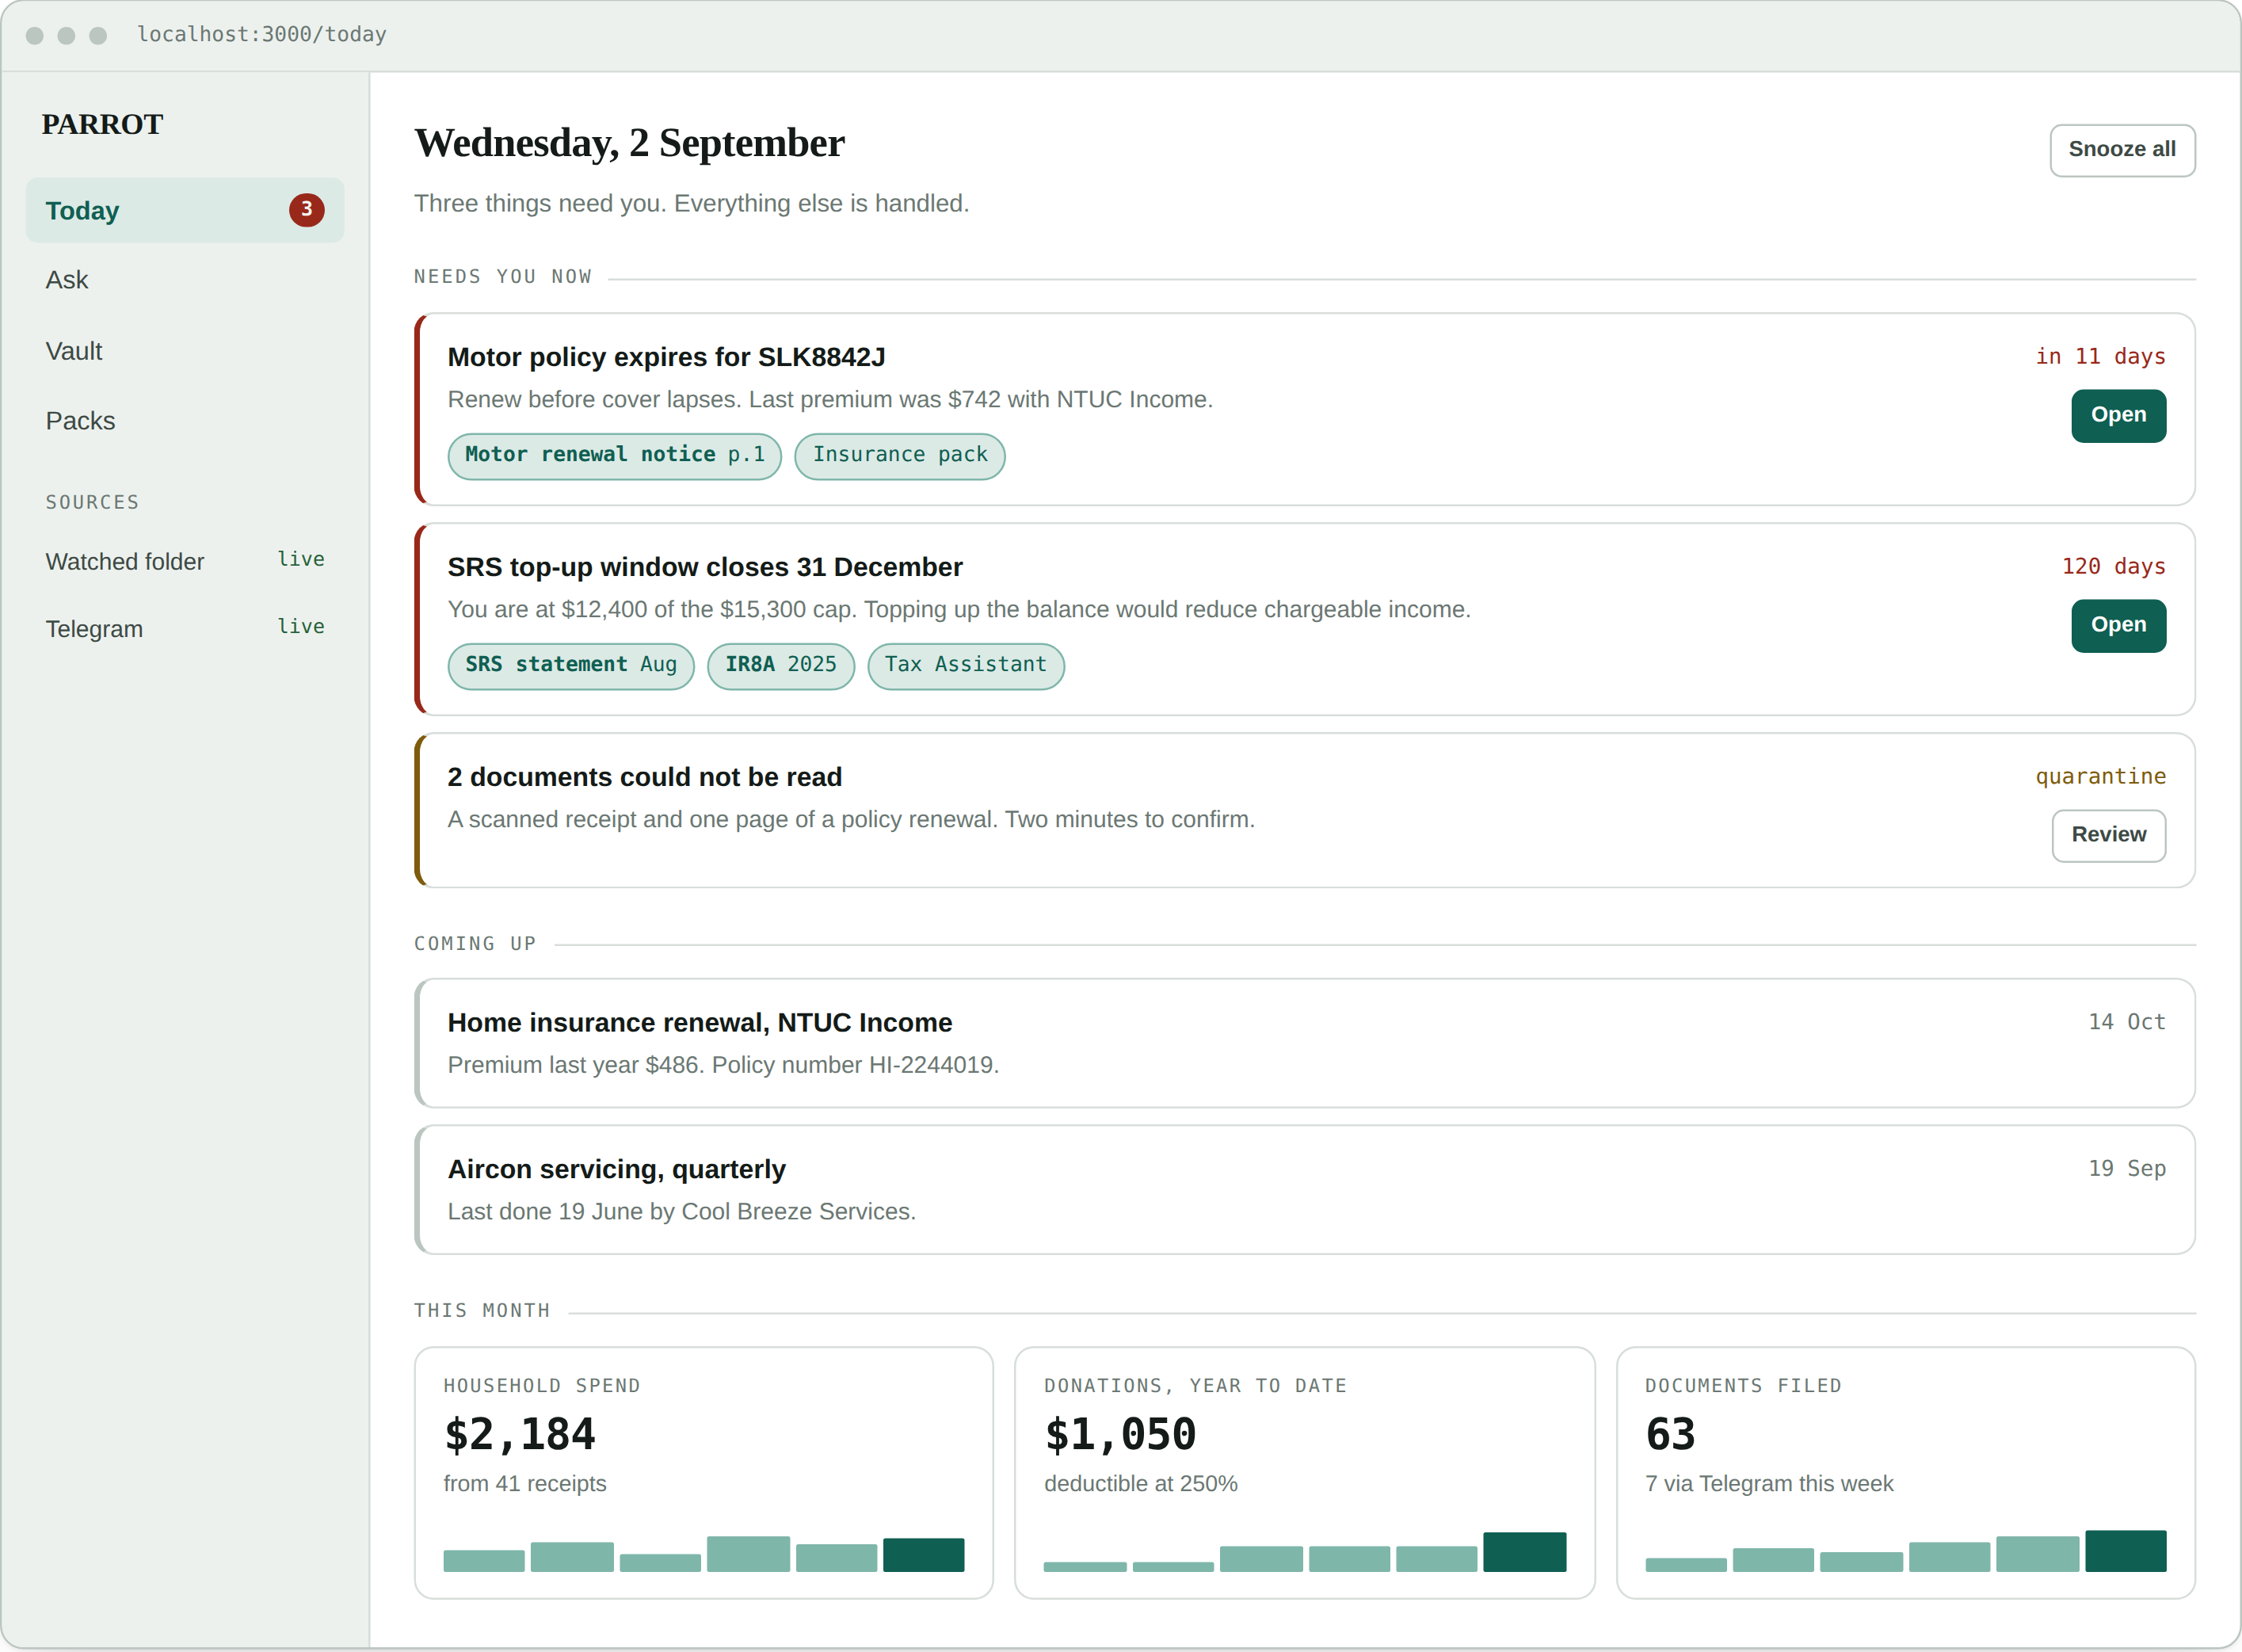 localhost:3000/today
PARROT
Today 3
Ask
Vault
Packs
SOURCES
Watched folder live
Telegram live
Wednesday, 2 September
Snooze all
Three things need you. Everything else is handled.
NEEDS YOU NOW
Motor policy expires for SLK8842J
in 11 days
Renew before cover lapses. Last premium was $742 with NTUC Income.
Open
Motor renewal notice p.1 Insurance pack
SRS top-up window closes 31 December
120 days
You are at $12,400 of the $15,300 cap. Topping up the balance would reduce chargeable income.
Open
SRS statement Aug IR8A 2025 Tax Assistant
2 documents could not be read
quarantine
A scanned receipt and one page of a policy renewal. Two minutes to confirm.
Review
COMING UP
Home insurance renewal, NTUC Income
14 Oct
Premium last year $486. Policy number HI-2244019.
Aircon servicing, quarterly
19 Sep
Last done 19 June by Cool Breeze Services.
THIS MONTH
HOUSEHOLD SPEND
$2,184
from 41 receipts
DONATIONS, YEAR TO DATE
$1,050
deductible at 250%
DOCUMENTS FILED
63
7 via Telegram this week